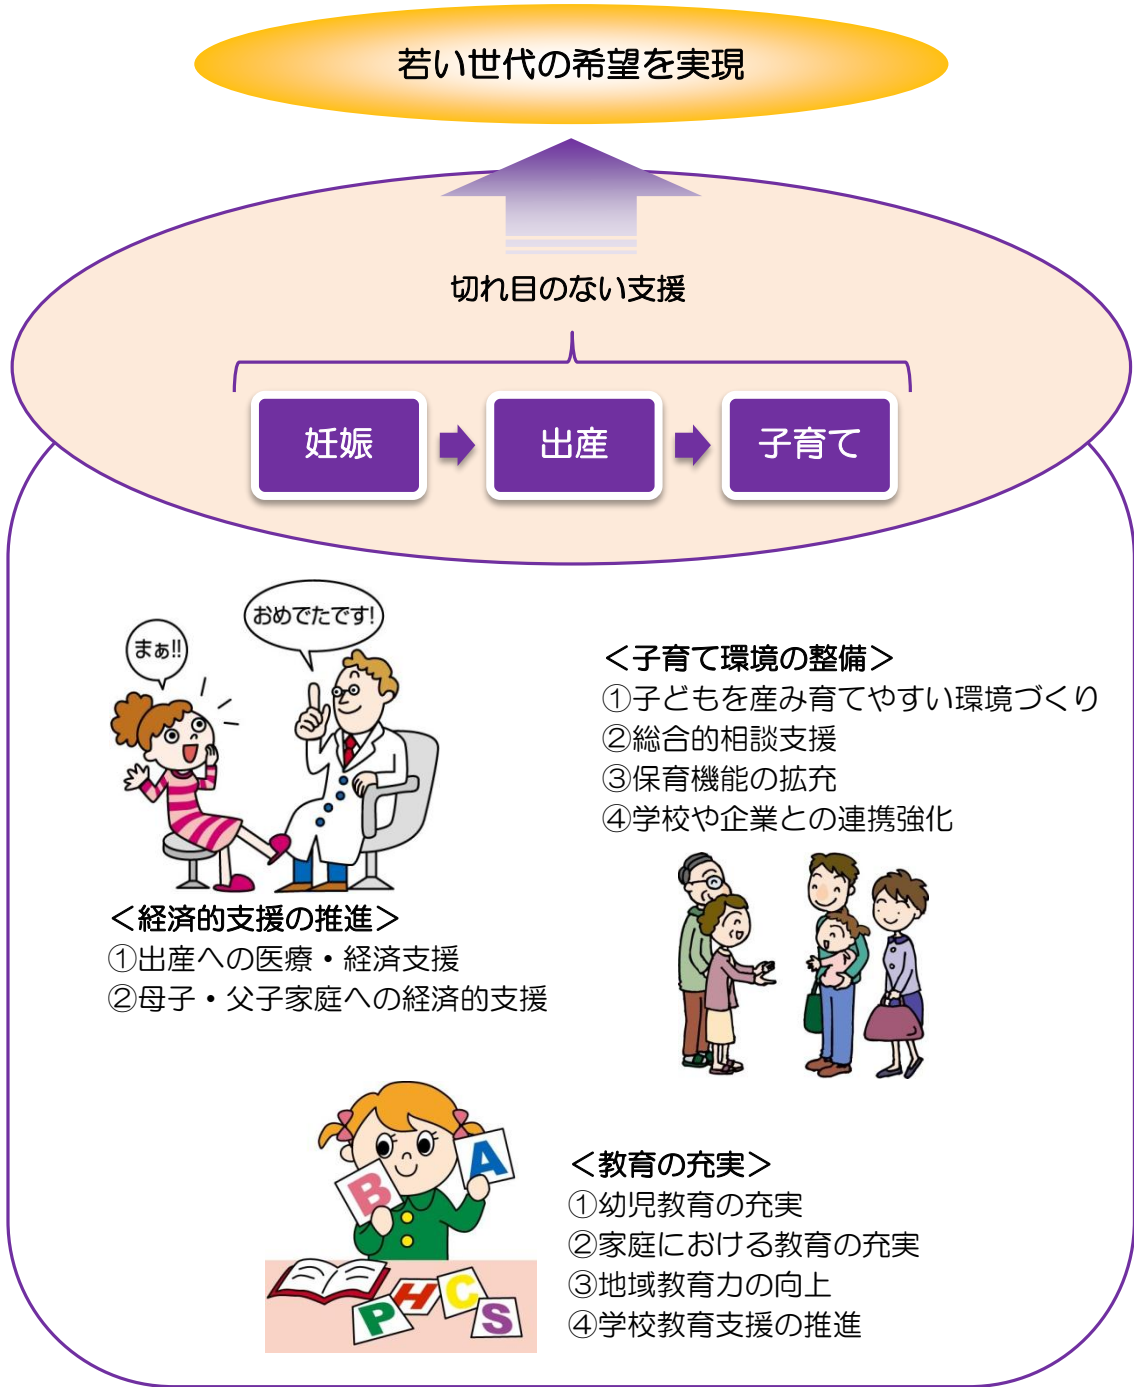 若い世代の希望を実現
切れ目のない支援
妊娠
出産
子育て
おめでたです!
まぁ!!
＜子育て環境の整備＞
①子どもを産み育てやすい環境づくり
②総合的相談支援
③保育機能の拡充
④学校や企業との連携強化
＜経済的支援の推進＞
①出産への医療・経済支援
②母子・父子家庭への経済的支援
B
A
P
H
C
S
＜教育の充実＞
①幼児教育の充実
②家庭における教育の充実
③地域教育力の向上
④学校教育支援の推進